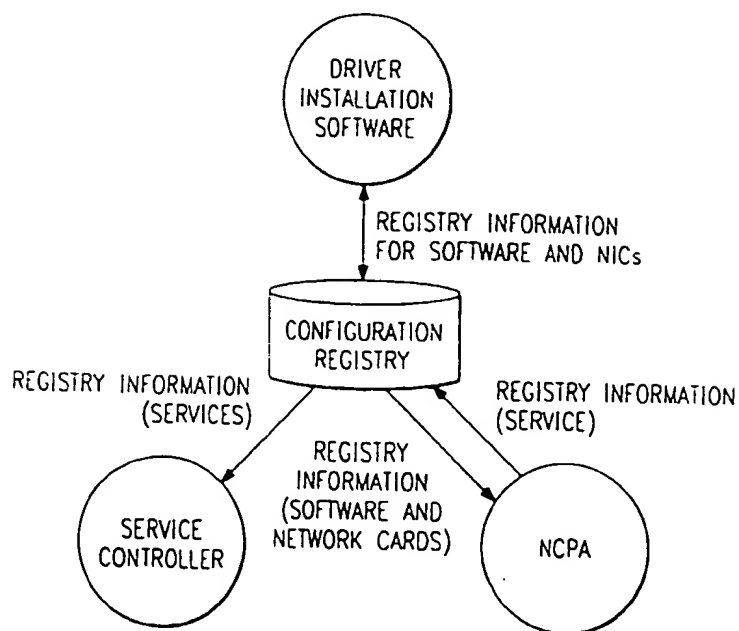 DRIVER
INSTALLATION
SOFTWARE
REGISTRY INFORMATION
FOR SOFTWARE AND NICs
CONFIGURATION
REGISTRY
REGISTRY INFORMATION
(SERVICES)
REGISTRY INFORMATION
(SERVICE)
REGISTRY
INFORMATION
(SOFTWARE AND
NETWORK CARDS)
SERVICE
CONTROLLER
NCPA